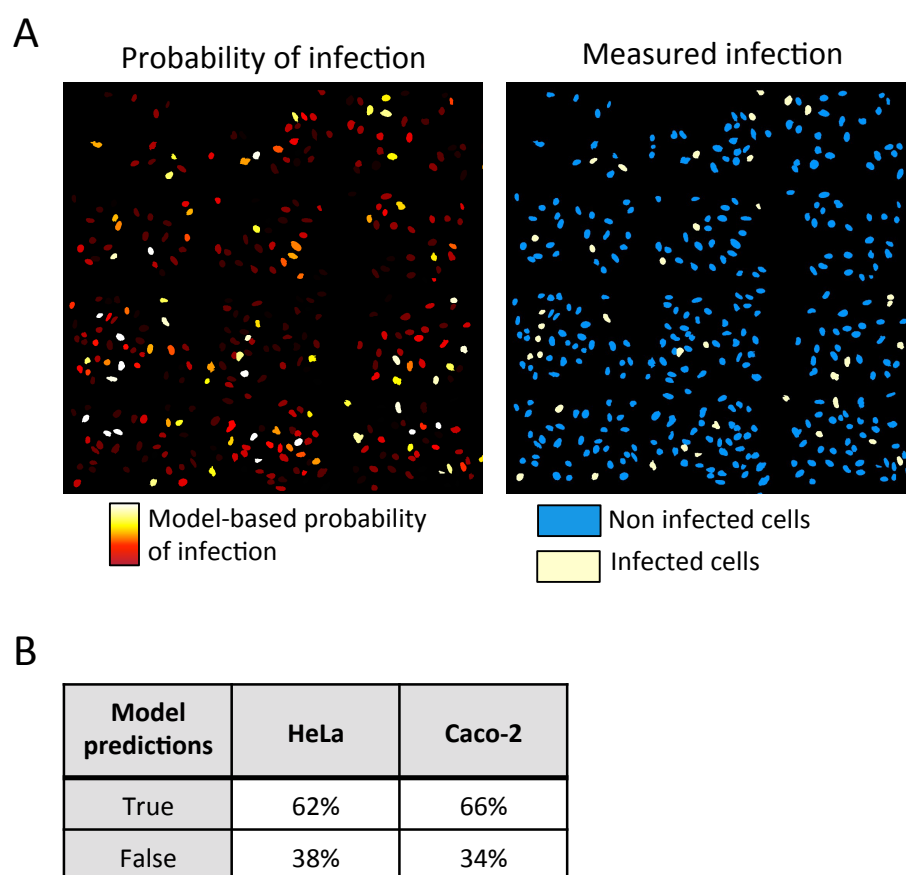 A
Probability of infection
Measured infection
Model-based probability
of infection
Non infected cells
Infected cells
B
Model
predictions
HeLa
Caco-2
True
62%
66%
False
38%
34%